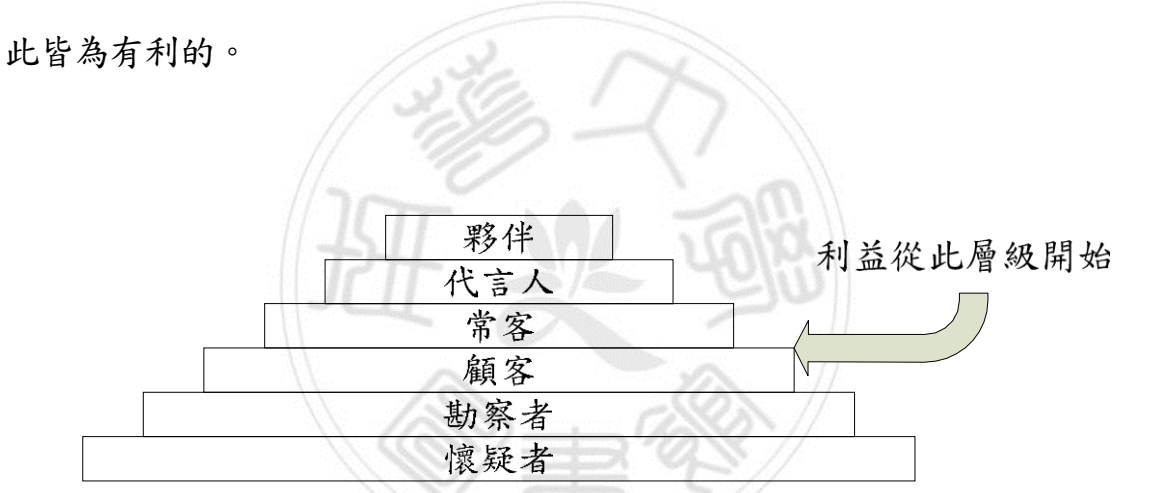 此皆為有利的。
夥伴
代言人
利益從此層級開始
常客
顧客
勘察者
懷疑者